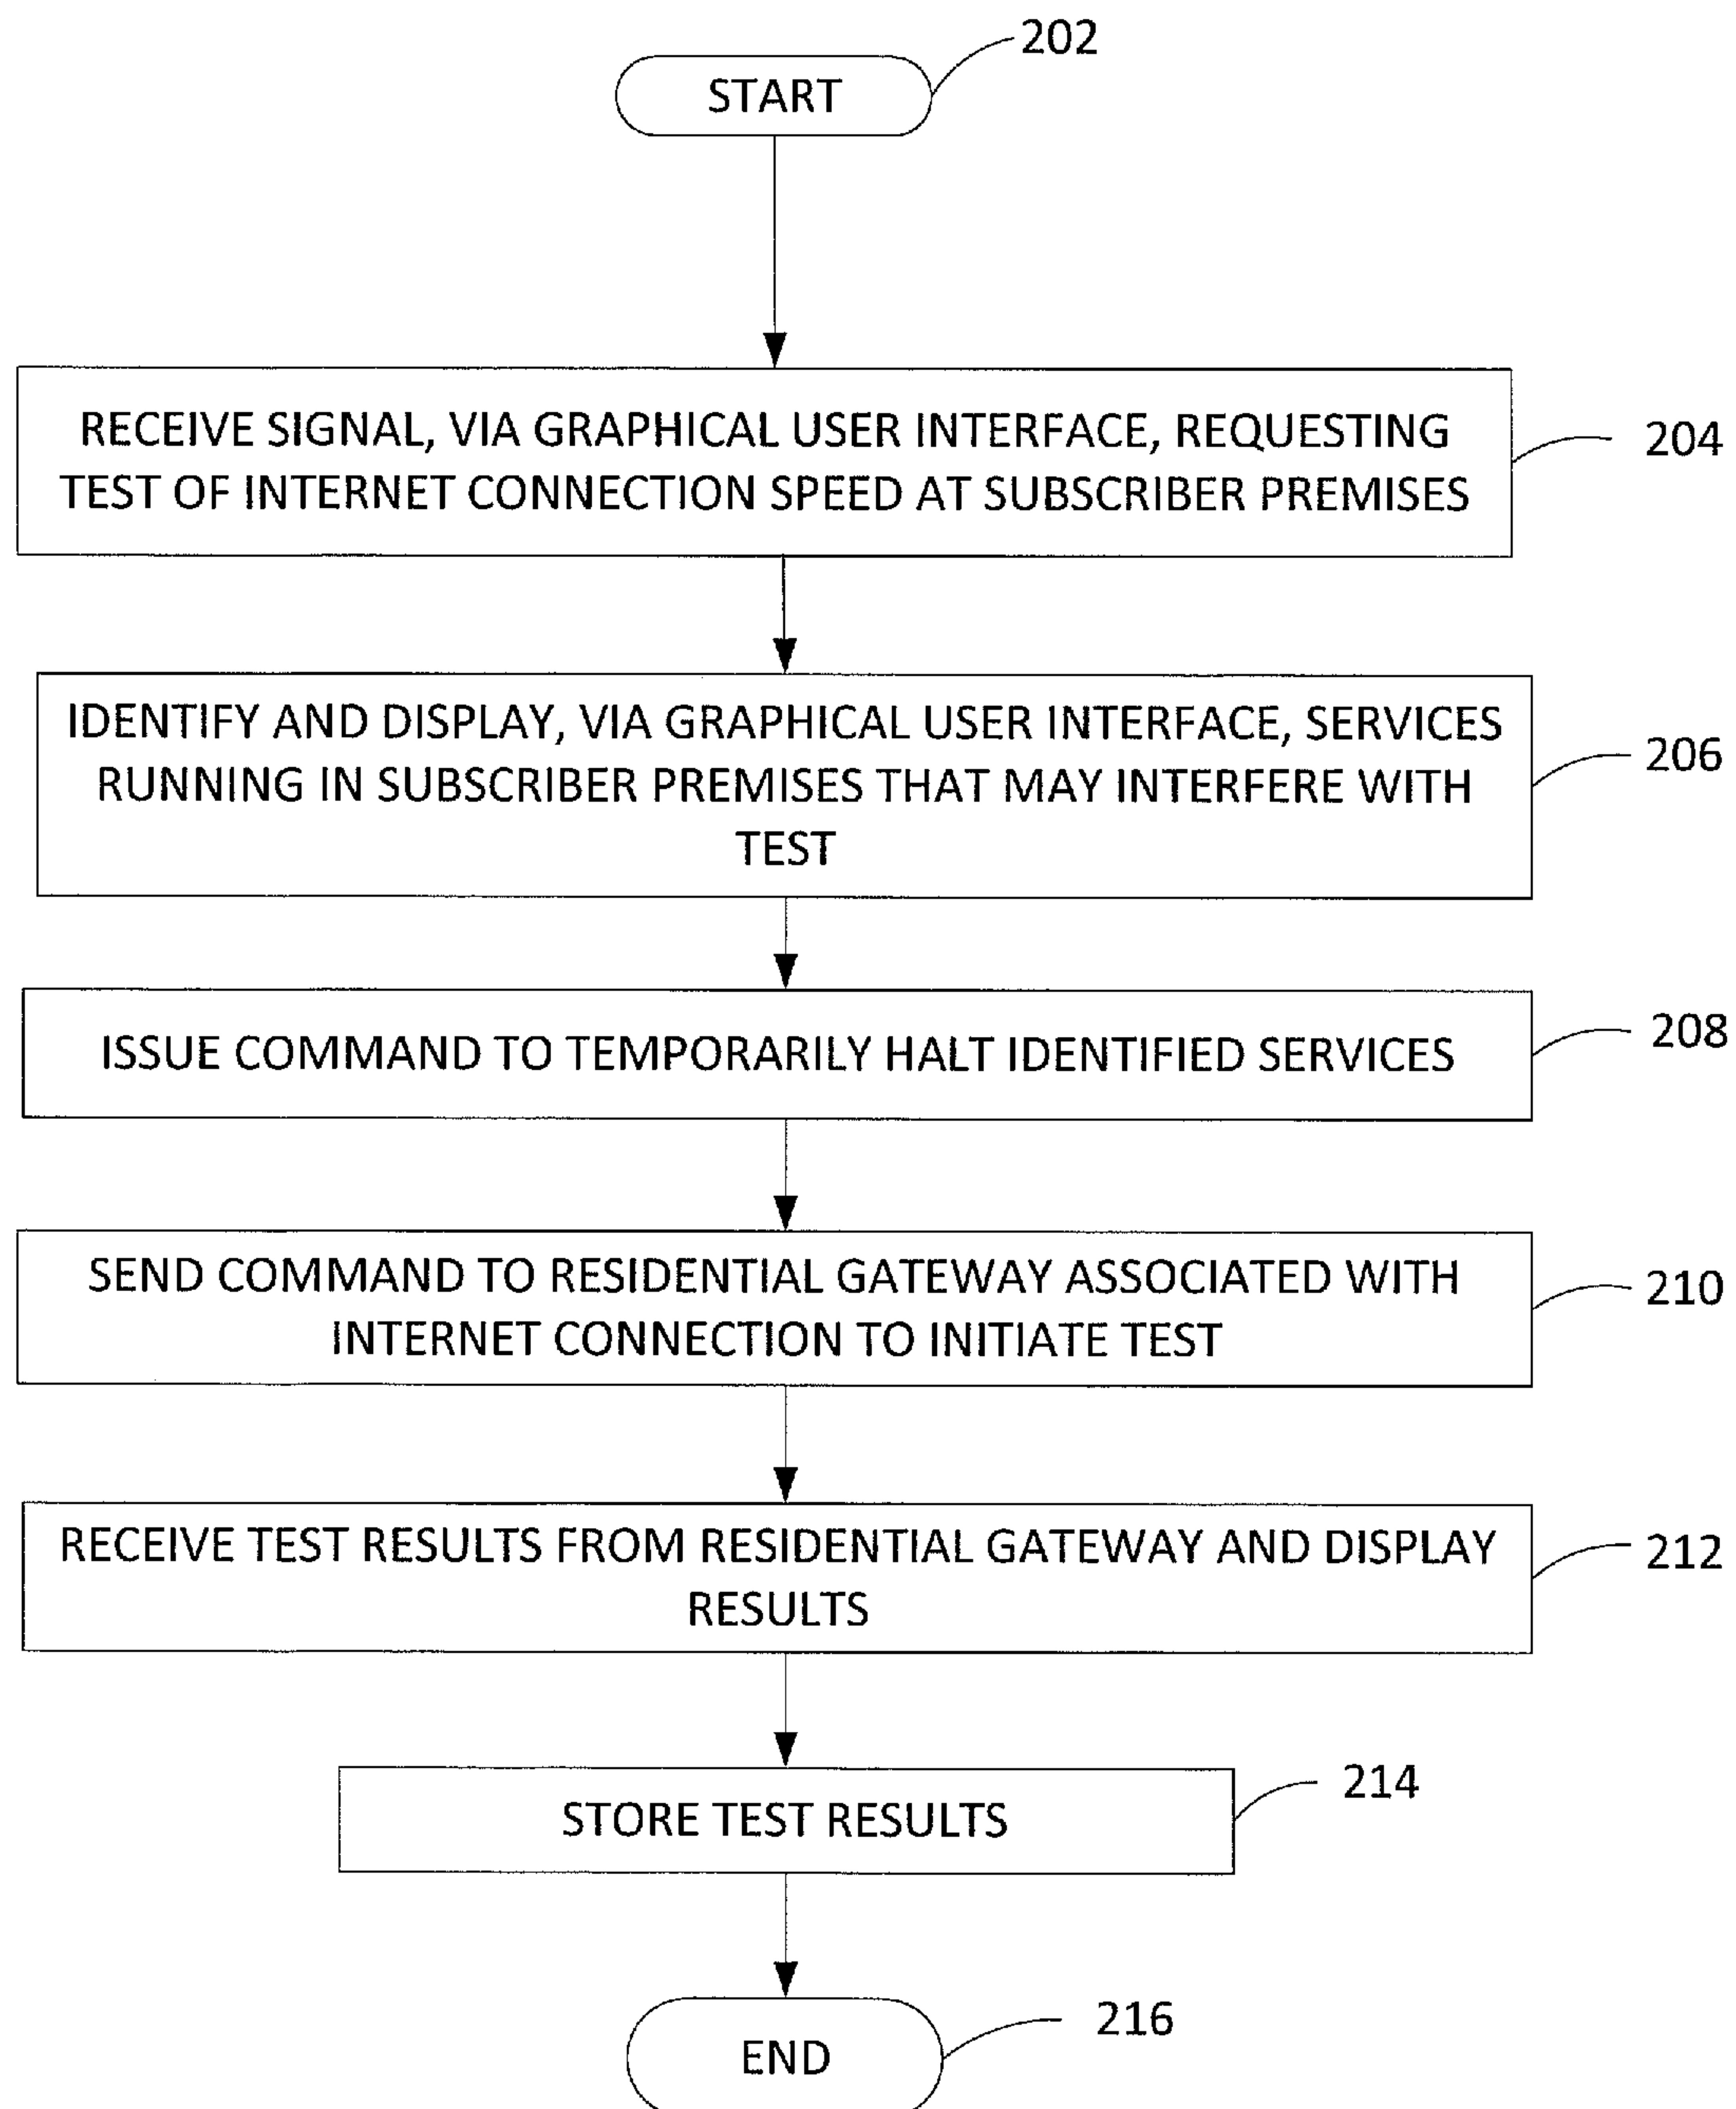 202
START
RECEIVE SIGNAL, VIA GRAPHICAL USER INTERFACE, REQUESTING
TEST OF INTERNET CONNECTION SPEED AT SUBSCRIBER PREMISES
204
IDENTIFY AND DISPLAY, VIA GRAPHICAL USER INTERFACE, SERVICES
RUNNING IN SUBSCRIBER PREMISES THAT MAY INTERFERE WITH
TEST
206
ISSUE COMMAND TO TEMPORARILY HALT IDENTIFIED SERVICES
208
SEND COMMAND TO RESIDENTIAL GATEWAY ASSOCIATED WITH
INTERNET CONNECTION TO INITIATE TEST
210
RECEIVE TEST RESULTS FROM RESIDENTIAL GATEWAY AND DISPLAY
RESULTS
212
STORE TEST RESULTS
214
END
216